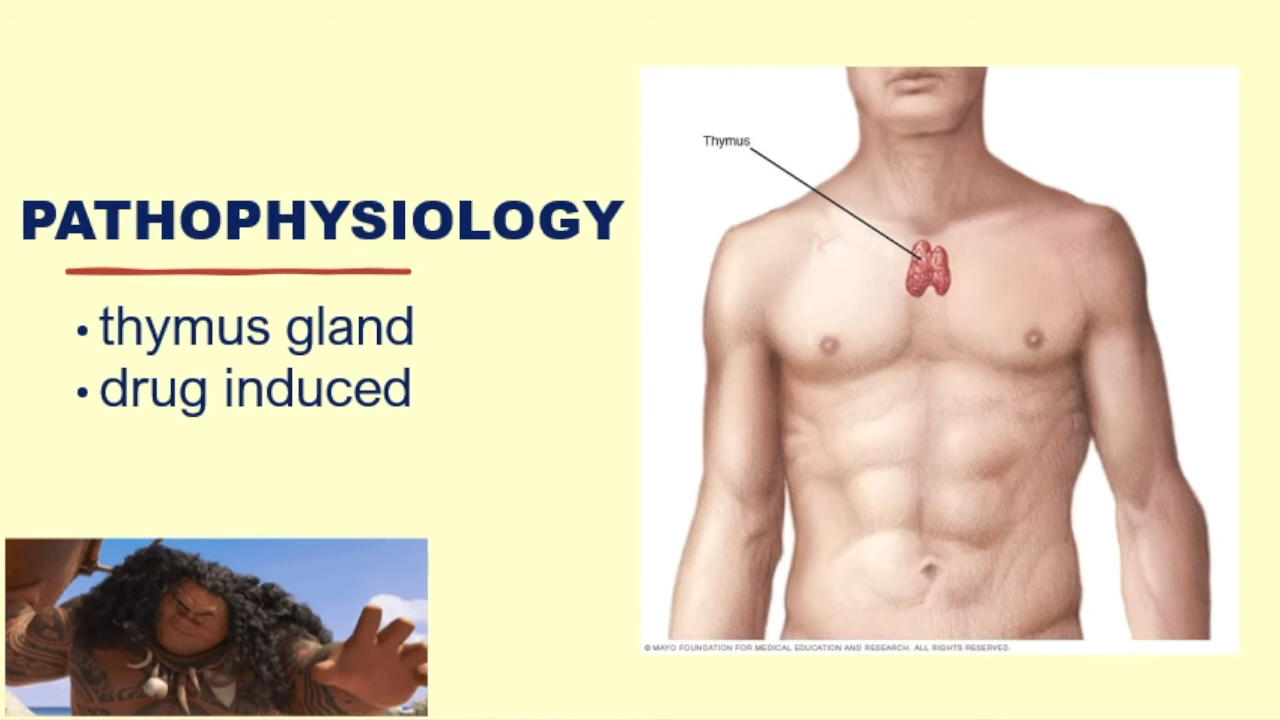 PATHOPHYSIOLOGY
• thymus gland
• drug induced
Thymus
© MAYO FOUNDATION FOR MEDICAL EDUCATION AND RESEARCH. ALL RIGHTS RESERVED.